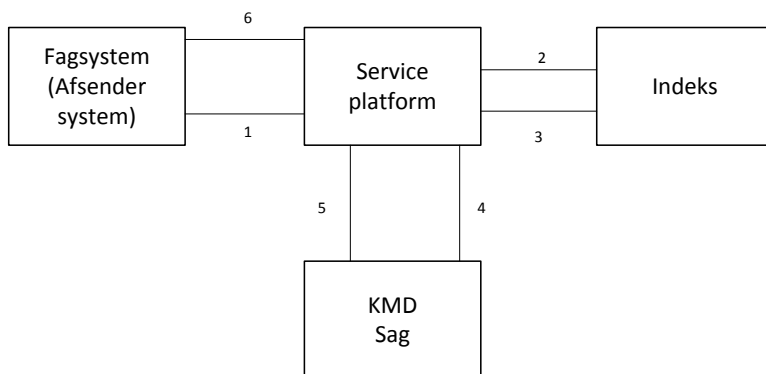 6
Fagsystem
(Afsender
system)
1
Service
platform
2
3
Indeks
5
4
KMD
Sag